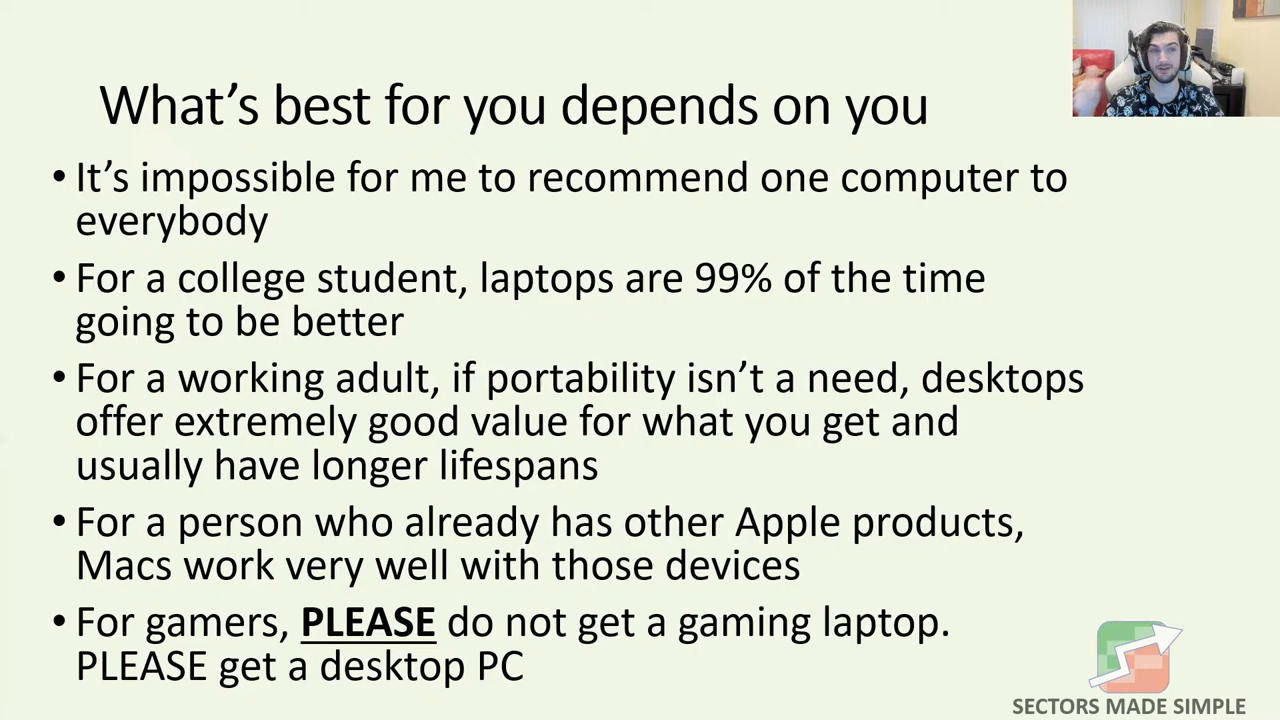 What's best for you depends on you
• It's impossible for me to recommend one computer to
everybody
• For a college student, laptops are 99% of the time
going to be better
• For a working adult, if portability isn't a need, desktops
offer extremely good value for what you get and
usually have longer lifespans
• For a person who already has other Apple products,
Macs work very well with those devices
• For gamers, PLEASE do not get a gaming laptop.
PLEASE get a desktop PC
SECTORS MADE SIMPLE